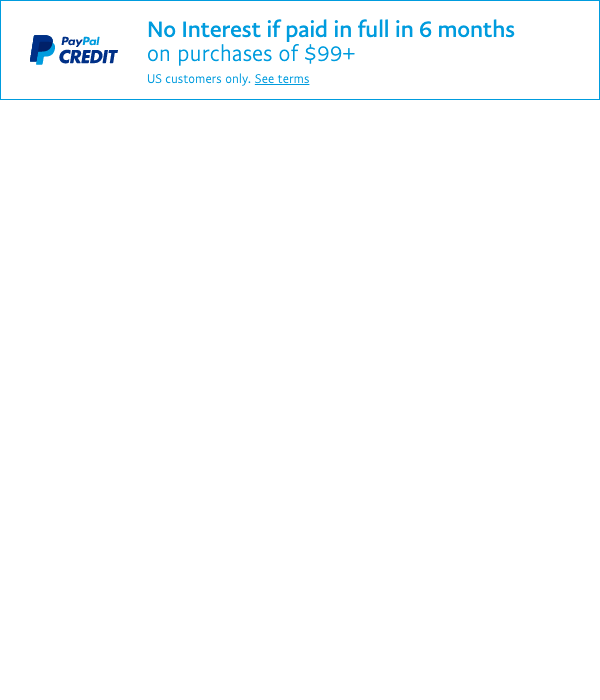 PayPal
CREDIT
No Interest if paid in full in 6 months
on purchases of $99+
US customers only. See terms